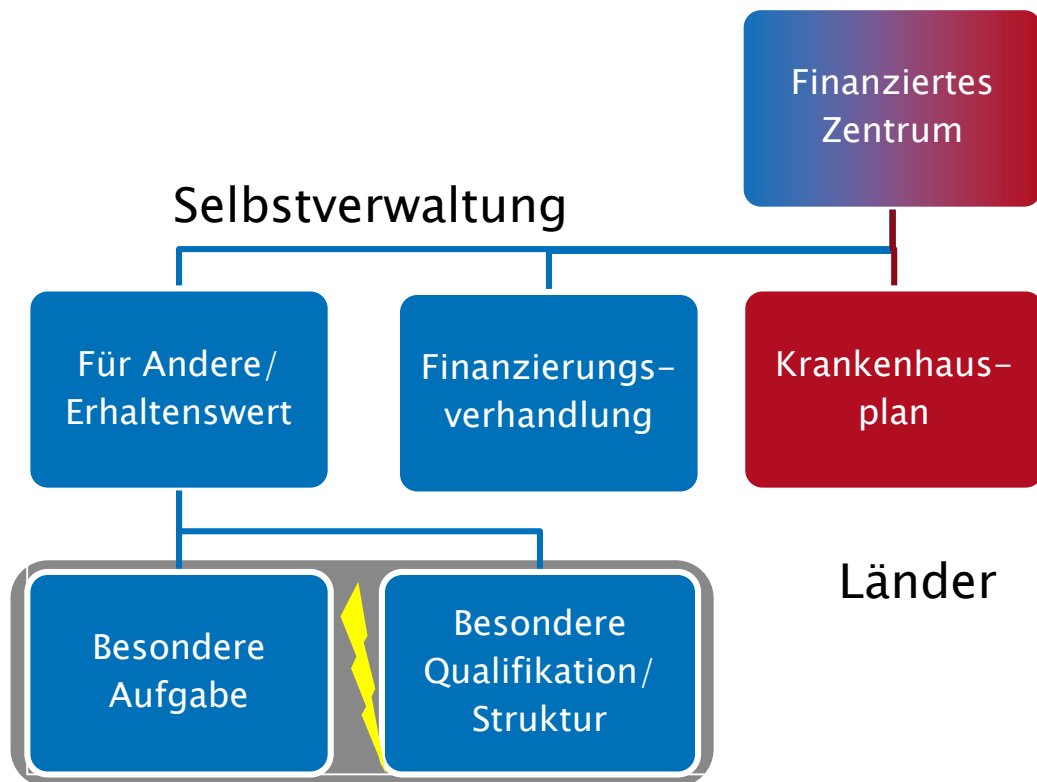 Finanziertes
Zentrum
Selbstverwaltung
Für Andere/
Erhaltenswert
Finanzierungs-
verhandlung
Krankenhaus-
plan
Länder
Besondere
Aufgabe
Besondere
Qualifikation/
Struktur